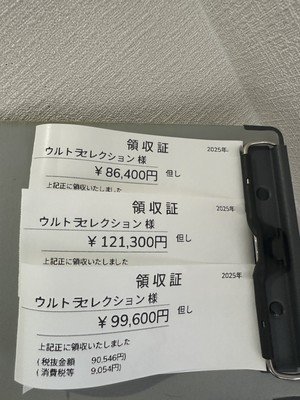 領収証
2025年
ウルトラセレクション 様
￥86,400円 但し
上記正に領収いたしました
領収証
2025年
ウルトラセレクション 様
￥121,300円 但し
上記正に領収いたしました
領収証
2025年
ウルトラセレクション 様
￥99,600円 但し
上記正に領収いたしました
(税抜金額 90,546円)
(消費税等 9,054円)